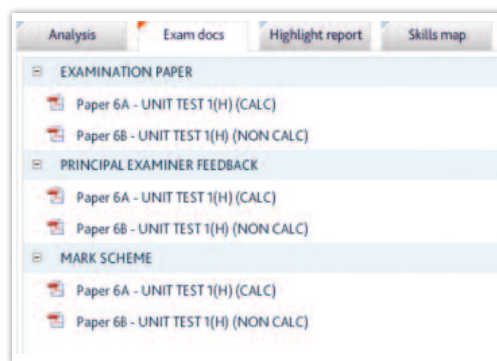 Analysis Exam docs Highlight report Skills map
EXAMINATION PAPER
Paper 6A - UNIT TEST 1(H) (CALC)
Paper 6B - UNIT TEST 1(H) (NON CALC)
PRINCIPAL EXAMINER FEEDBACK
Paper 6A - UNIT TEST 1(H) (CALC)
Paper 6B - UNIT TEST 1(H) (NON CALC)
MARK SCHEME
Paper 6A - UNIT TEST 1(H) (CALC)
Paper 6B - UNIT TEST 1(H) (NON CALC)